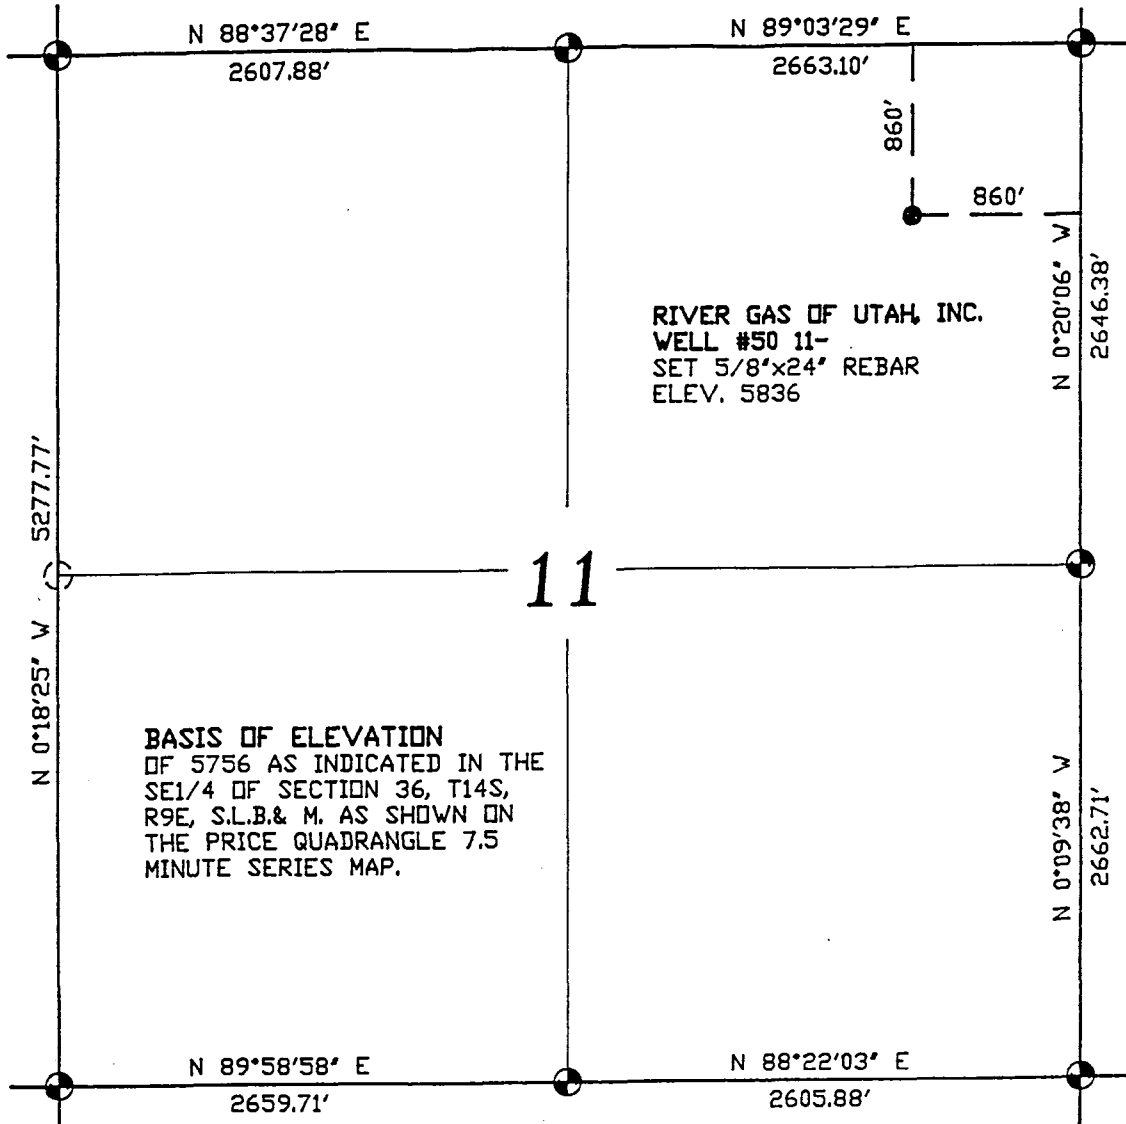 N 88°37'28" E
2607.88'
N 89°03'29" E
2663.10'
860'
860'
N 0°20'06" W
2646.38'
RIVER GAS OF UTAH, INC.
WELL #50 11-
SET 5/8"x24" REBAR
ELEV. 5836
5277.77'
N 0°18'25" W
11
BASIS OF ELEVATION
OF 5756 AS INDICATED IN THE
SE1/4 OF SECTION 36, T14S,
R9E, S.L.B.& M. AS SHOWN ON
THE PRICE QUADRANGLE 7.5
MINUTE SERIES MAP.
N 0°09'38" W
2662.71'
N 89°58'58" E
2659.71'
N 88°22'03" E
2605.88'